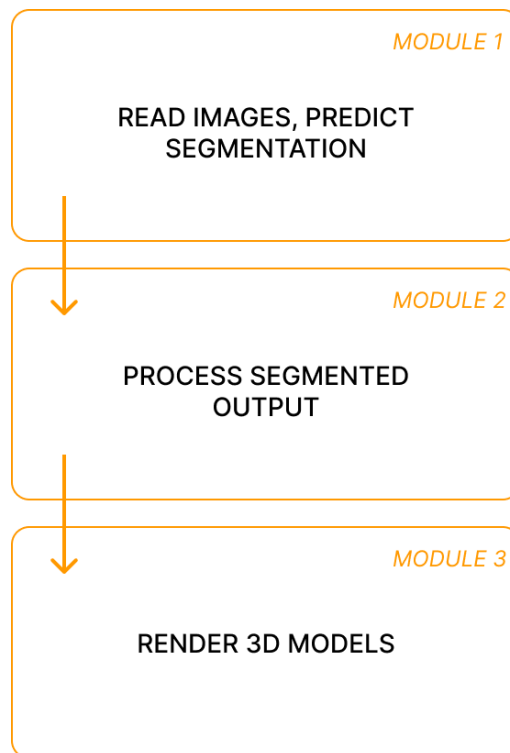 MODULE 1
READ IMAGES, PREDICT
SEGMENTATION
MODULE 2
PROCESS SEGMENTED
OUTPUT
MODULE 3
RENDER 3D MODELS